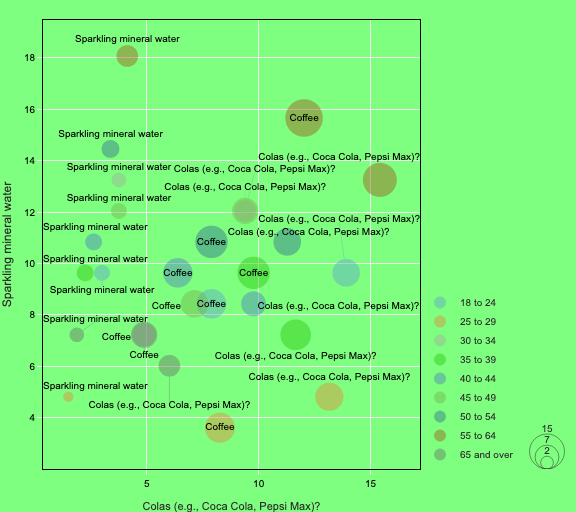 Sparkling mineral water
18
16
Coffee
Sparkling mineral water
14
Colas (e.g., Coca Cola, Pepsi Max)?
Sparkling mineral water
Colas (e.g., Coca Cola, Pepsi Max)?
Colas (e.g., Coca Cola, Pepsi Max)?
Sparkling mineral water
12
Colas (e.g., Coca Cola, Pepsi Max)?
Sparkling mineral water
Colas (e.g., Coca Cola, Pepsi Max)?
Coffee
10
Sparkling mineral water
Coffee
Coffee
Sparkling mineral water
Coffee
Coffee
Colas (e.g., Coca Cola, Pepsi Max)?
8
Sparkling mineral water
Coffee
Coffee
Colas (e.g., Coca Cola, Pepsi Max)?
6
Colas (e.g., Coca Cola, Pepsi Max)?
Sparkling mineral water
Colas (e.g., Coca Cola, Pepsi Max)?
4
Coffee
5
10
15
Colas (e.g., Coca Cola, Pepsi Max)?
Sparkling mineral water
18 to 24
25 to 29
30 to 34
35 to 39
40 to 44
45 to 49
50 to 54
55 to 64
65 and over
15
7
2